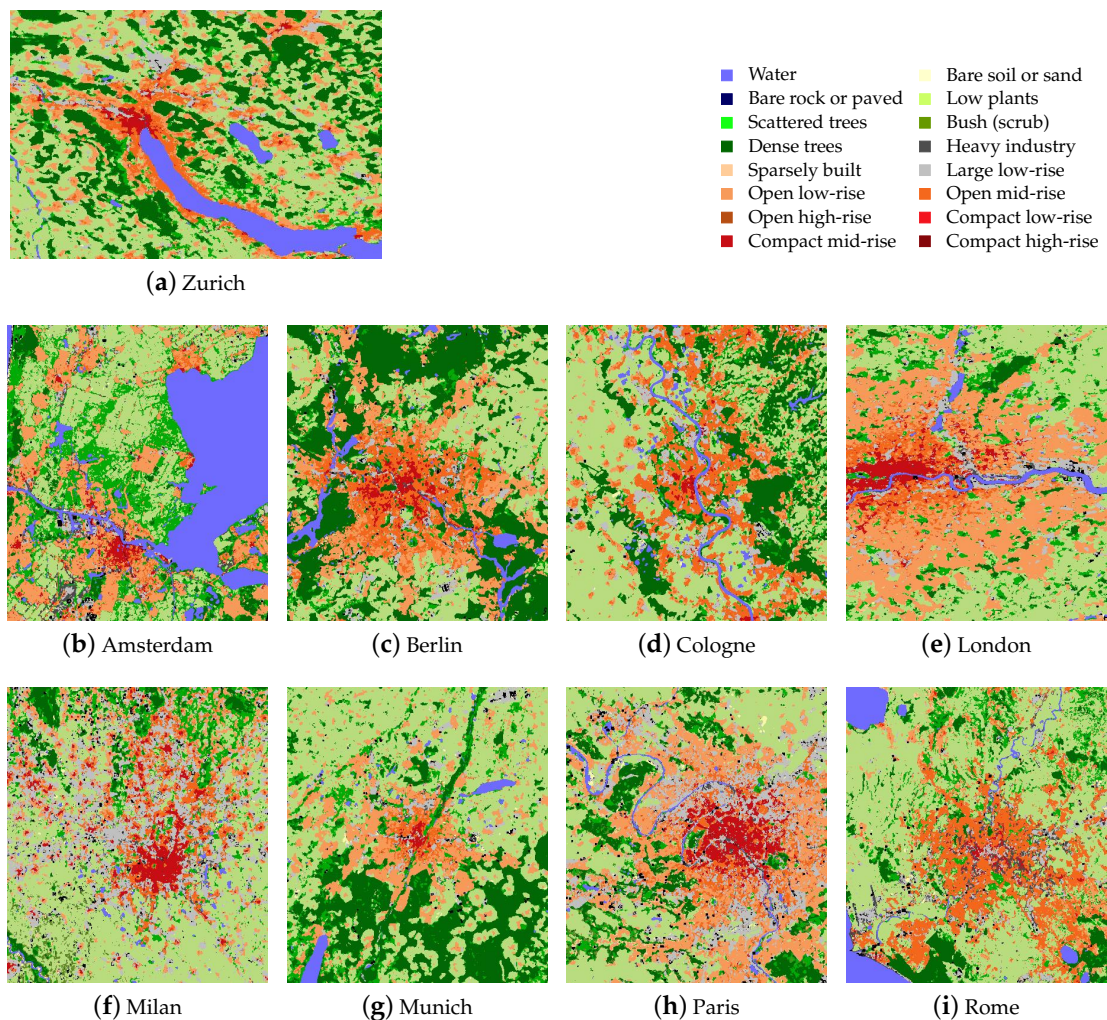 Water
Bare rock or paved
Scattered trees
Dense trees
Sparsely built
Open low-rise
Open high-rise
Compact mid-rise
Bare soil or sand
Low plants
Bush (scrub)
Heavy industry
Large low-rise
Open mid-rise
Compact low-rise
Compact high-rise
(a) Zurich
(b) Amsterdam
(c) Berlin
(d) Cologne
(e) London
(f) Milan
(g) Munich
(h) Paris
(i) Rome